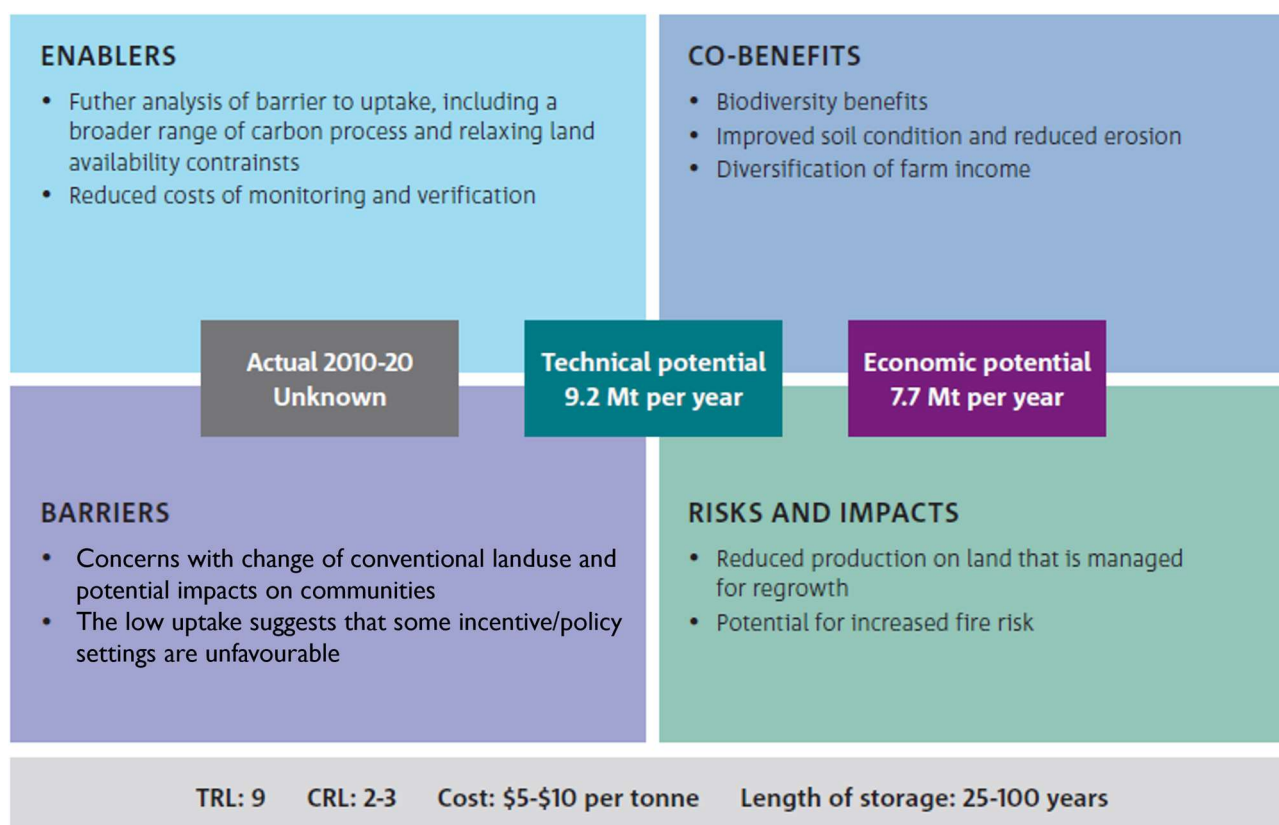 ENABLERS
• Futher analysis of barrier to uptake, including a
broader range of carbon process and relaxing land
availability contrainsts
• Reduced costs of monitoring and verification
CO-BENEFITS
• Biodiversity benefits
• Improved soil condition and reduced erosion
• Diversification of farm income
Actual 2010-20
Unknown
Technical potential
9.2 Mt per year
Economic potential
7.7 Mt per year
BARRIERS
• Concerns with change of conventional landuse and
potential impacts on communities
• The low uptake suggests that some incentive/policy
settings are unfavourable
RISKS AND IMPACTS
• Reduced production on land that is managed
for regrowth
• Potential for increased fire risk
TRL: 9 CRL: 2-3 Cost: $5-$10 per tonne Length of storage: 25-100 years